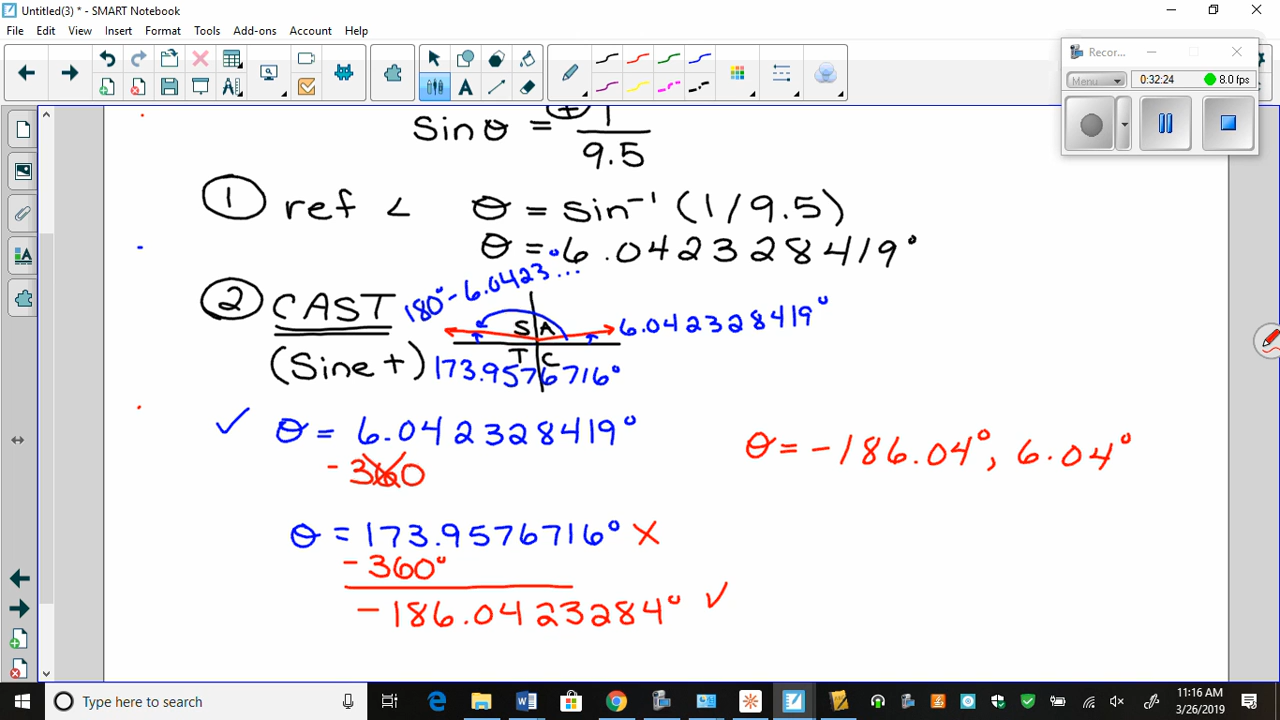 Untitled(3) * - SMART Notebook
File Edit View Insert Format Tools Add-ons Account Help
Recor...
Menu 0:32:24 8.0 fps
sin θ = + 1
9.5
① ref < θ = sin⁻¹ (1/9.5)
θ = 6.042328419°
② CAST 180° - 6.0423°...
S A 6.042328419°
(Sine +) T C
173.9576716°
✓ θ = 6.042328419°
- 360
θ = -186.04°, 6.04°
θ = 173.9576716° X
- 360°
- 186.0423284° ✓
Type here to search
11:16 AM
3/26/2019